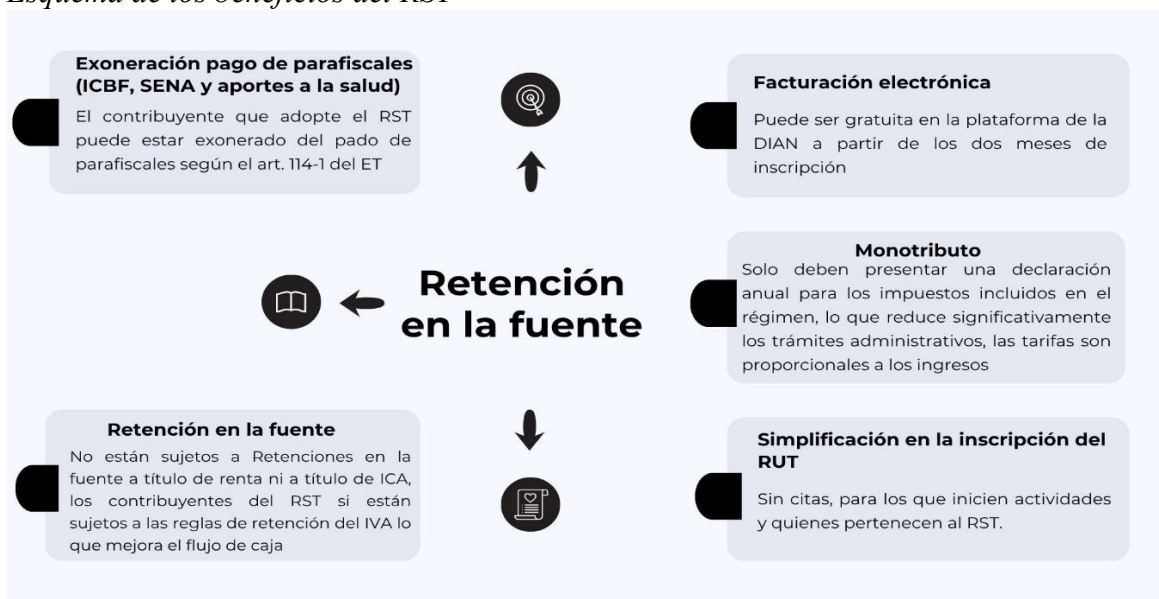 Esquema de los beneficios del RST
Exoneración pago de parafiscales
(ICBF, SENA y aportes a la salud)
El contribuyente que adopte el RST
puede estar exonerado del pado de
parafiscales según el art. 114-1 del ET
Facturación electrónica
Puede ser gratuita en la plataforma de la
DIAN a partir de los dos meses de
inscripción
Monotributo
Solo deben presentar una declaración
anual para los impuestos incluidos en el
régimen, lo que reduce significativamente
los trámites administrativos, las tarifas son
proporcionales a los ingresos
Retención
en la fuente
Retención en la fuente
No están sujetos a Retenciones en la
fuente a título de renta ni a título de ICA,
los contribuyentes del RST si están
sujetos a las reglas de retención del IVA lo
que mejora el flujo de caja
Simplificación en la inscripción del
RUT
Sin citas, para los que inicien actividades
y quienes pertenecen al RST.